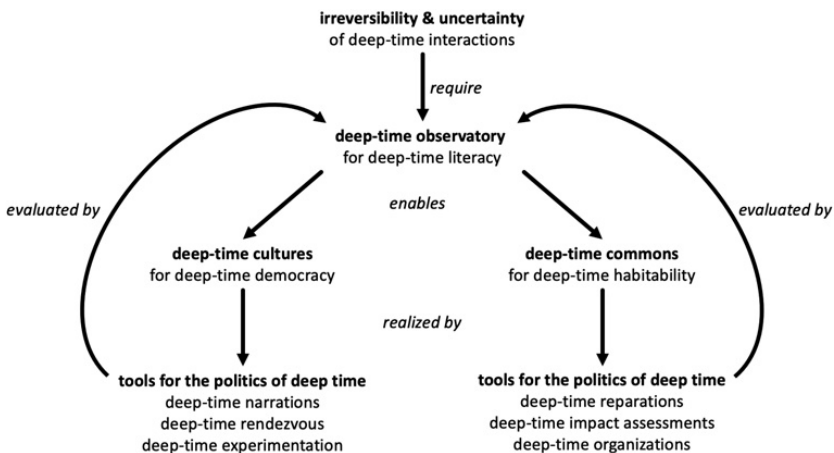 irreversibility & uncertainty
of deep-time interactions
require
deep-time observatory
for deep-time literacy
evaluated by
enables
evaluated by
deep-time cultures
for deep-time democracy
deep-time commons
for deep-time habitability
realized by
tools for the politics of deep time
deep-time narrations
deep-time rendezvous
deep-time experimentation
tools for the politics of deep time
deep-time reparations
deep-time impact assessments
deep-time organizations